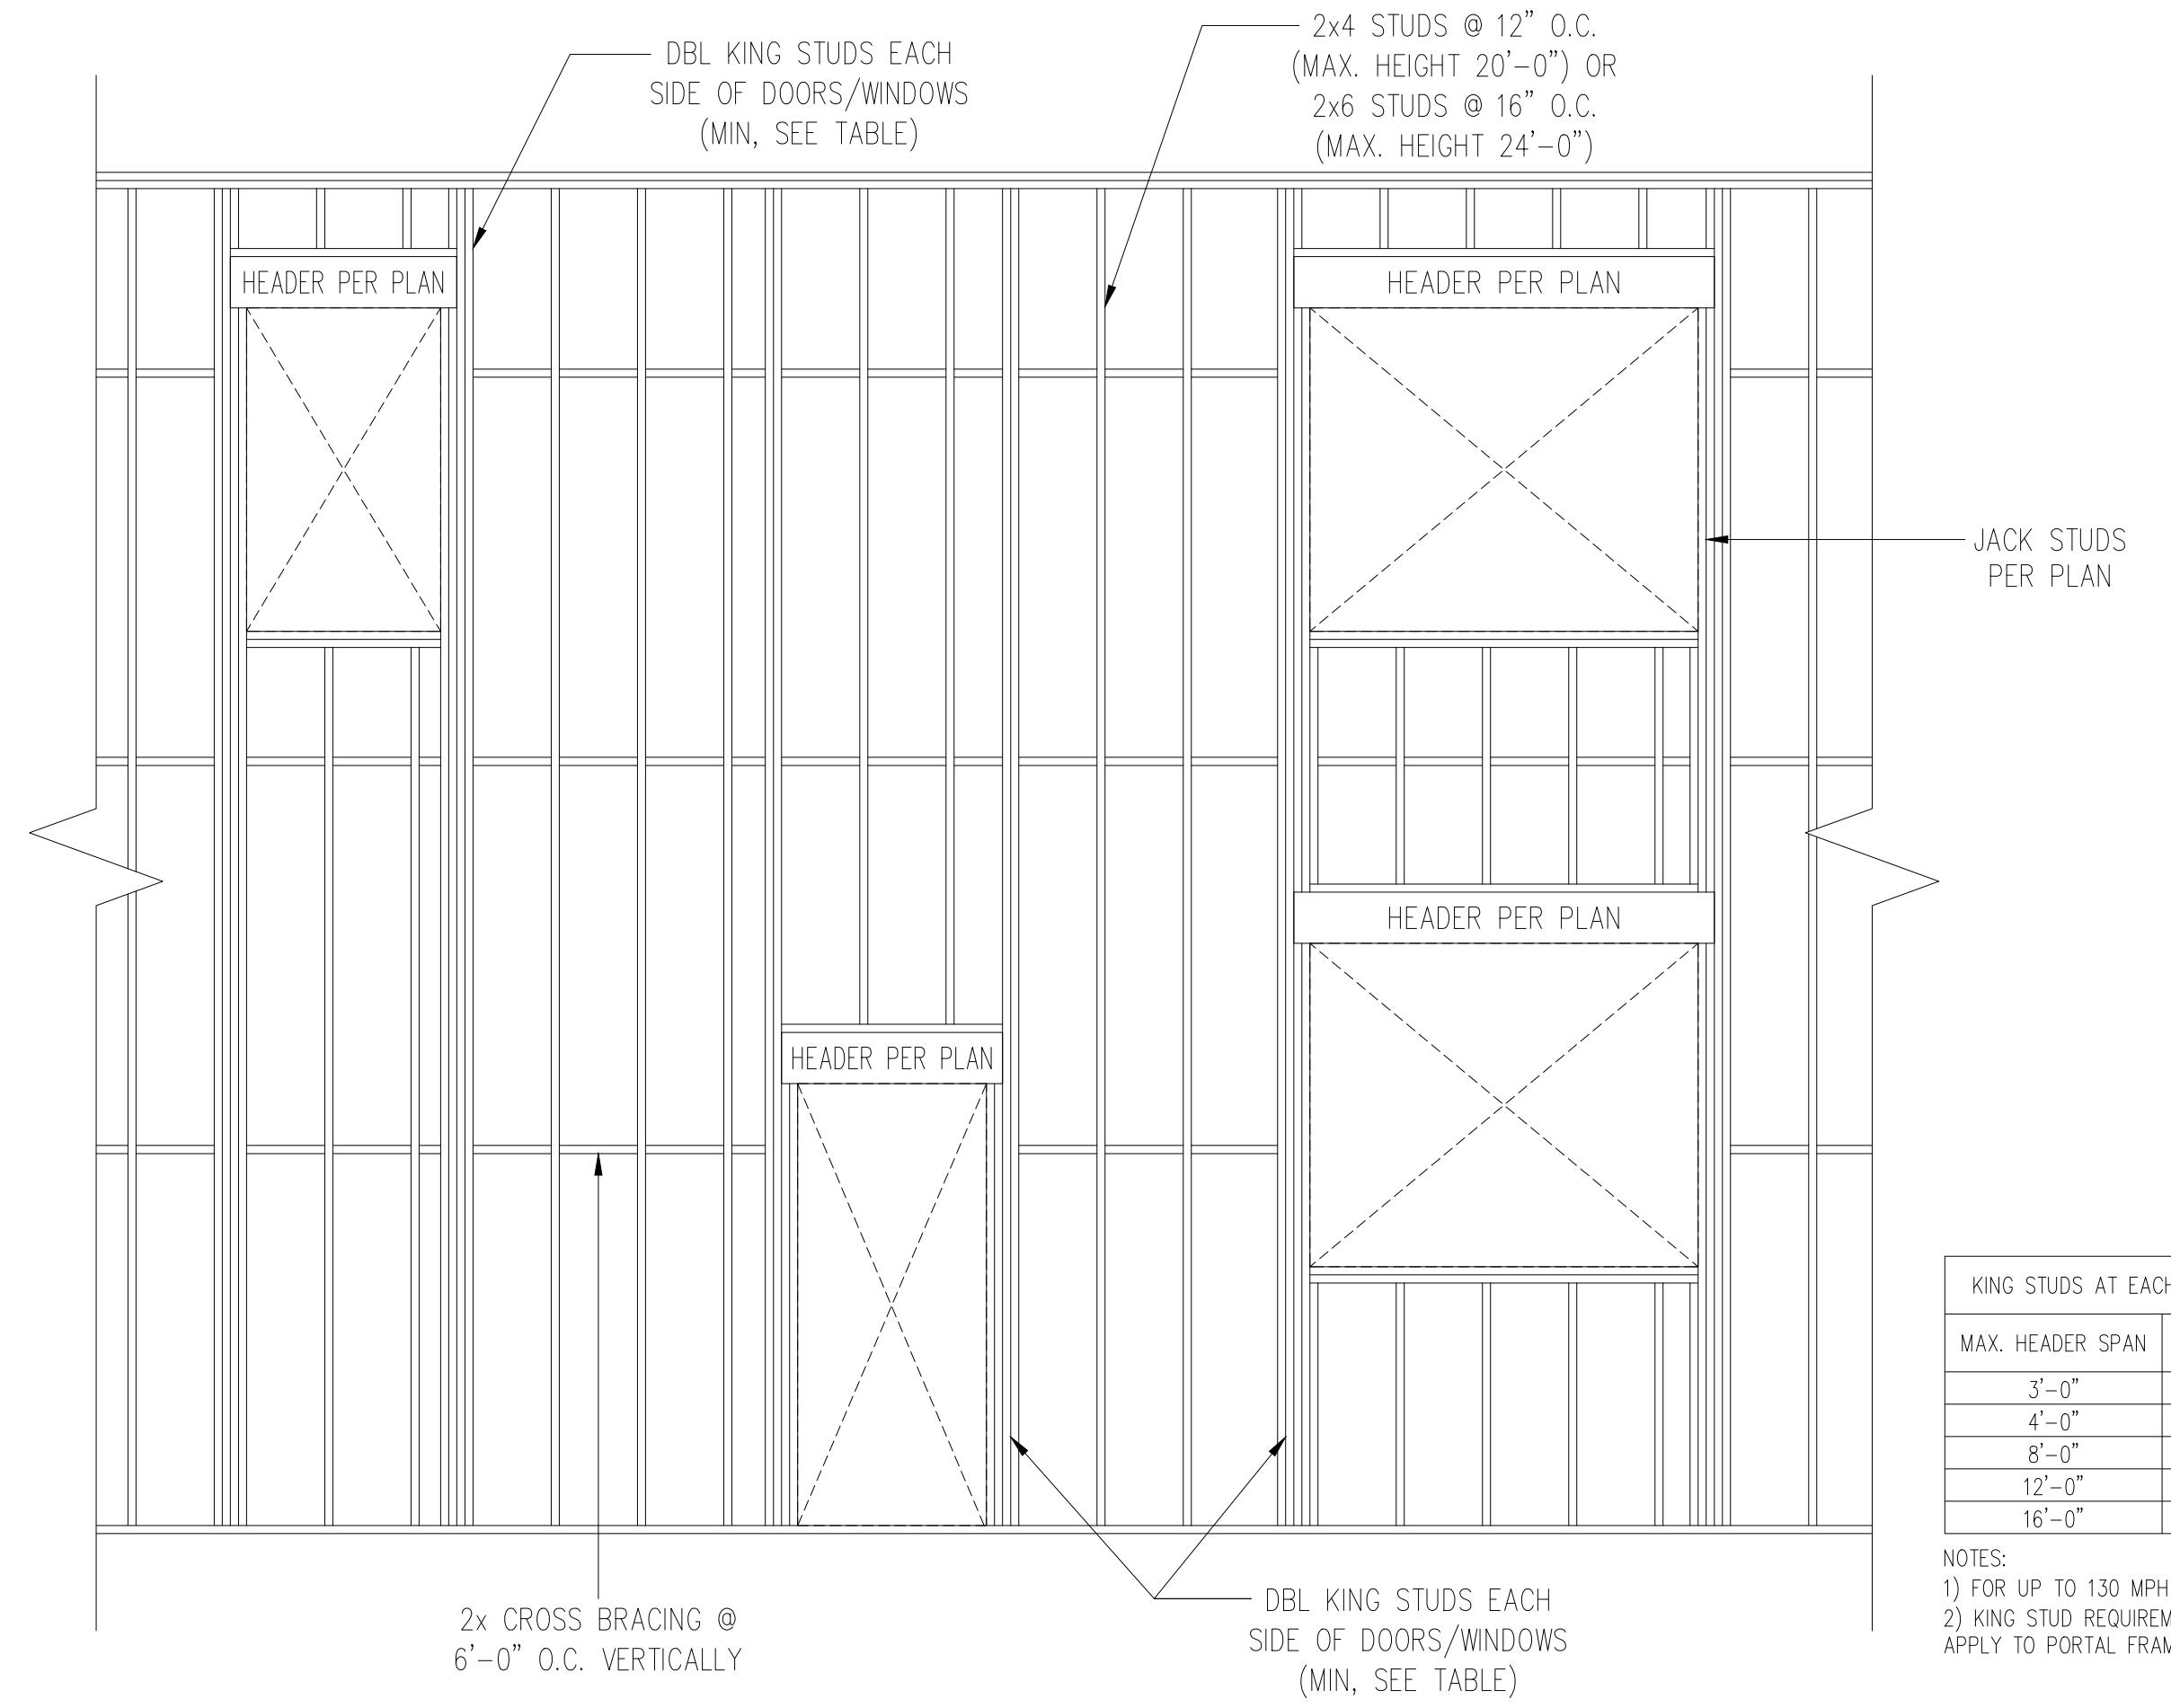 DBL KING STUDS EACH
SIDE OF DOORS/WINDOWS
(MIN, SEE TABLE)
2x4 STUDS @ 12" O.C.
(MAX. HEIGHT 20'-0") OR
2x6 STUDS @ 16" O.C.
(MAX. HEIGHT 24'-0")
HEADER PER PLAN
HEADER PER PLAN
JACK STUDS
PER PLAN
HEADER PER PLAN
HEADER PER PLAN
2x CROSS BRACING @
6'-0" O.C. VERTICALLY
DBL KING STUDS EACH
SIDE OF DOORS/WINDOWS
(MIN, SEE TABLE)
KING STUDS AT EACH
MAX. HEADER SPAN
3'-0"
4'-0"
8'-0"
12'-0"
16'-0"
NOTES:
1) FOR UP TO 130 MPH
2) KING STUD
APPLY TO PORTAL